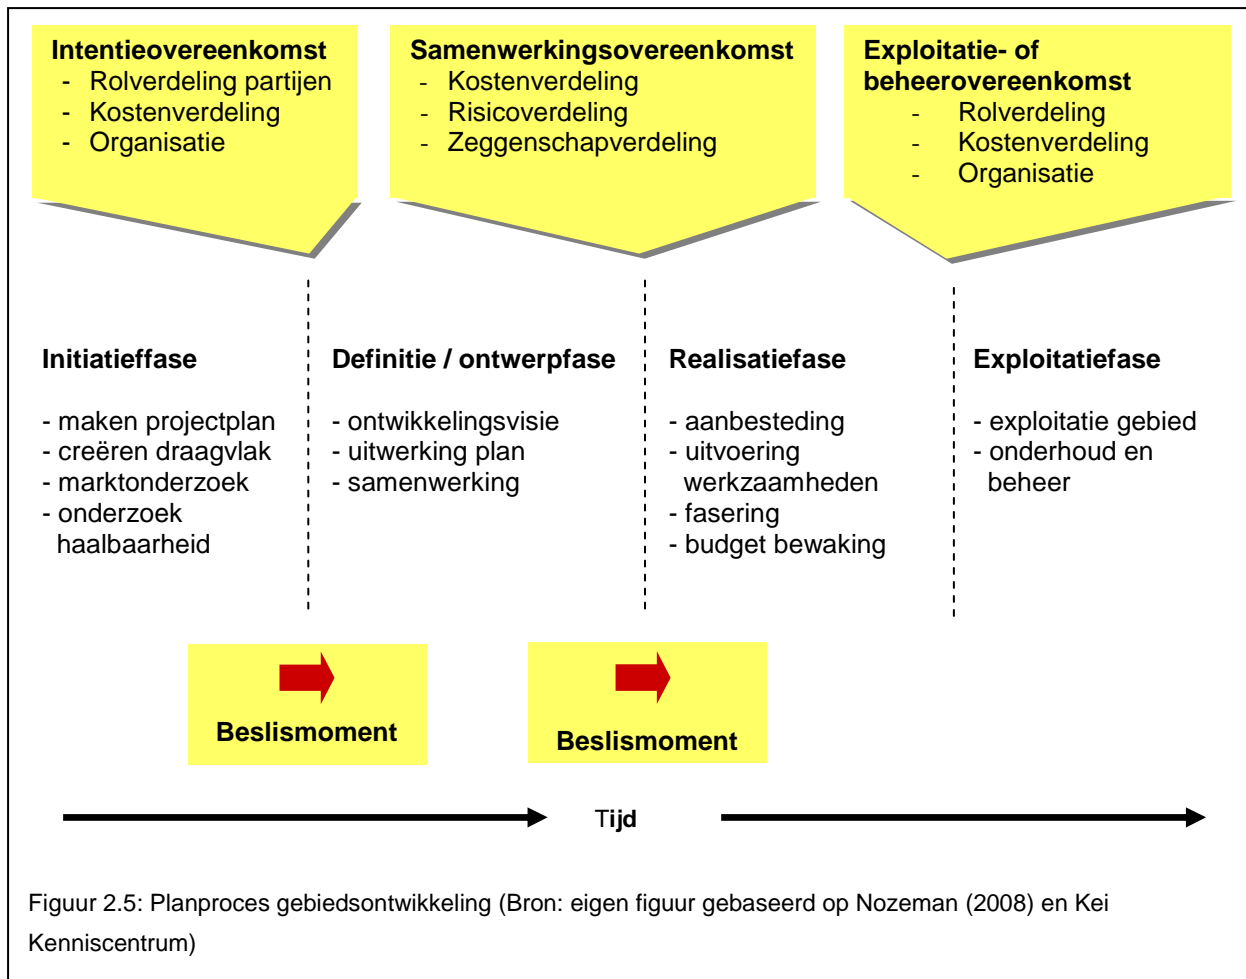 Intentieovereenkomst
- Rolverdeling partijen
- Kostenverdeling
- Organisatie
Samenwerkingsovereenkomst
- Kostenverdeling
- Risicoverdeling
- Zeggenschapverdeling
Exploitatie- of
beheerovereenkomst
- Rolverdeling
- Kostenverdeling
- Organisatie
Initiatieffase
- maken projectplan
- creëren draagvlak
- marktonderzoek
- onderzoek
haalbaarheid
Definitie / ontwerpfase
- ontwikkelingsvisie
- uitwerking plan
- samenwerking
Realisatiefase
- aanbesteding
- uitvoering
werkzaamheden
- fasering
- budget bewaking
Exploitatiefase
- exploitatie gebied
- onderhoud en
beheer
Beslismoment
Beslismoment
Tijd
Figuur 2.5: Planproces gebiedsontwikkeling (Bron: eigen figuur gebaseerd op Nozeman (2008) en Kei
Kenniscentrum)